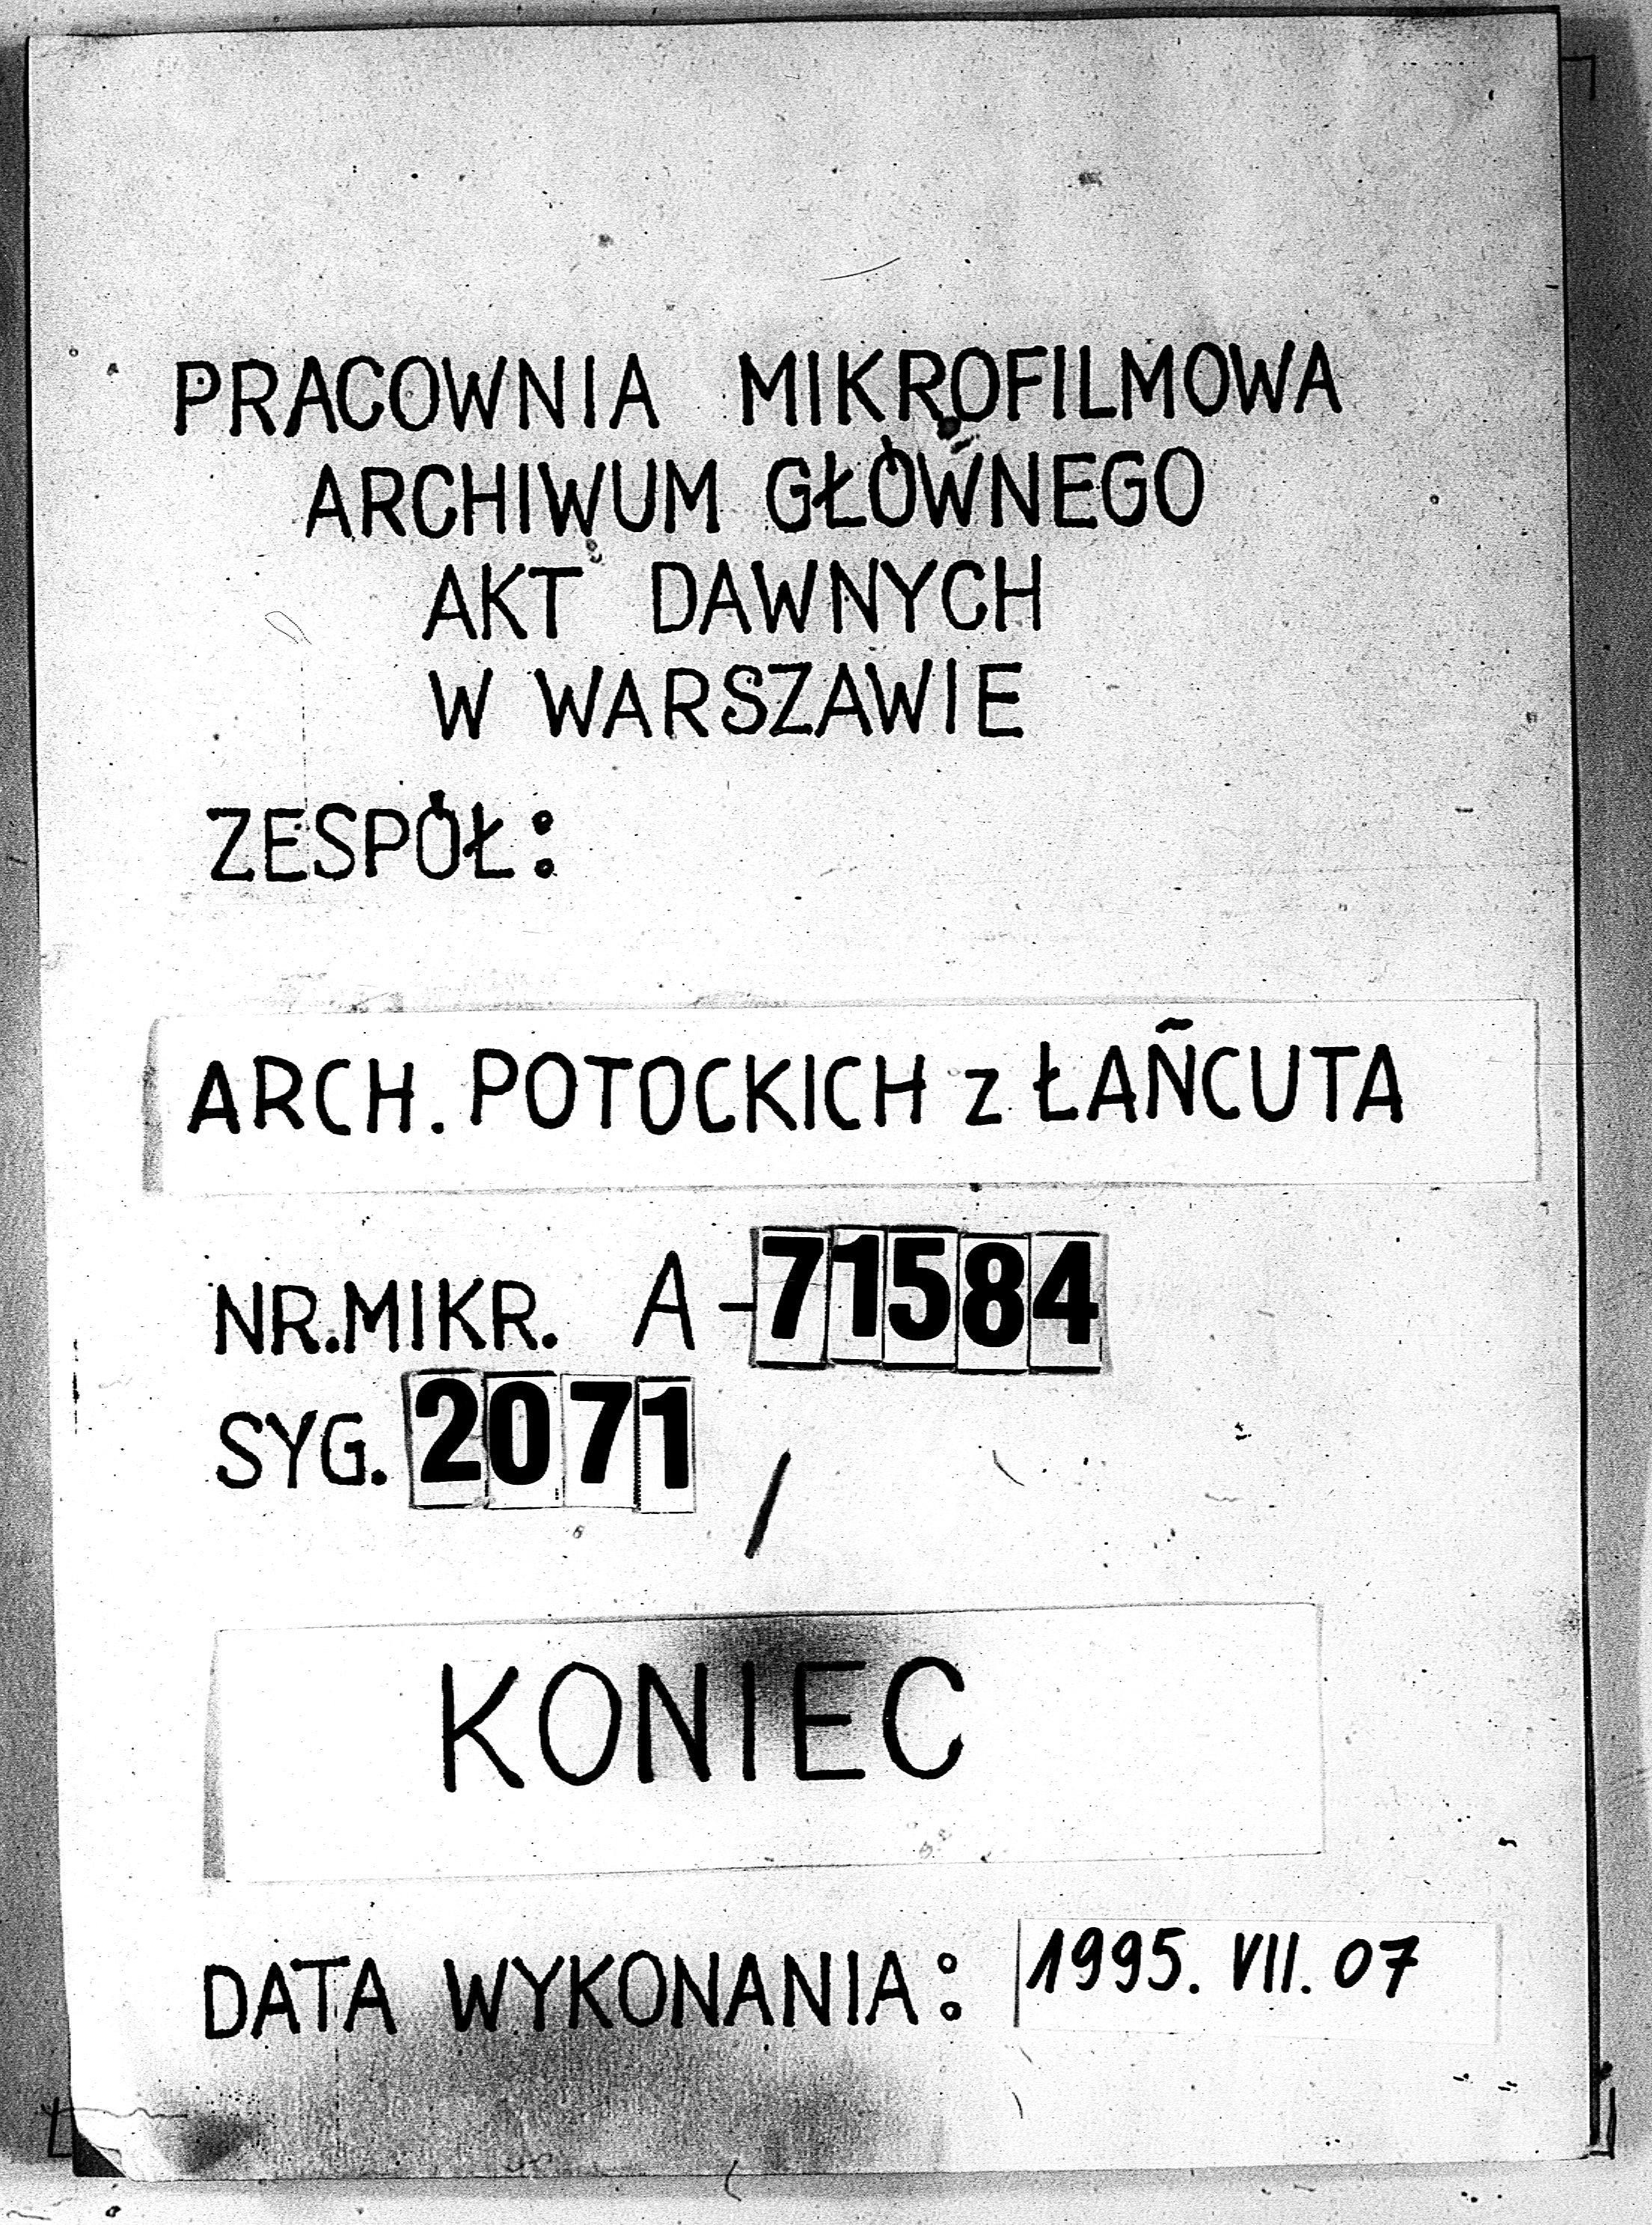 PRACOWNIA MIKROFILMOWA
ARCHIWUM GŁÓWNEGO
AKT DAWNYCH
W WARSZAWIE
ZESPÓŁ:
ARCH. POTOCKICH z ŁAŃCUTA
NR.MIKR. A-71584
SYG. 2071 /
KONIEC
DATA WYKONANIA: 1995. VII. 07